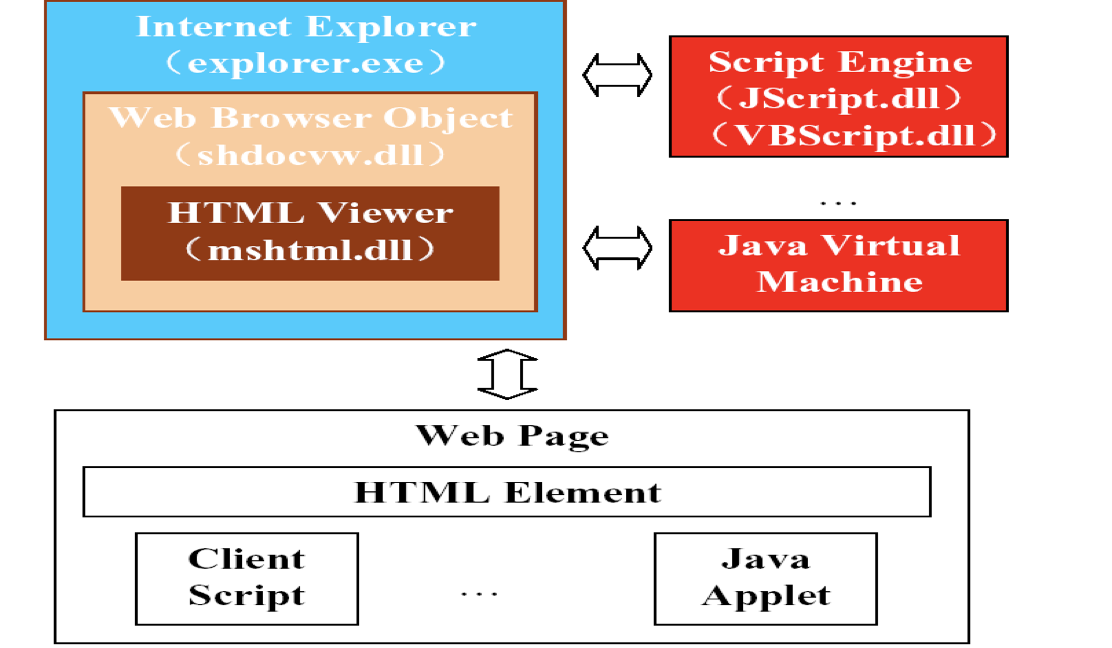 Internet Explorer
（explorer.exe）
Web Browser Object
（shdocvw.dll）
HTML Viewer
（mshtml.dll）
Script Engine
（JScript.dll）
（VBScript.dll）
...
Java Virtual
Machine
Web Page
HTML Element
Client
Script
...
Java
Applet